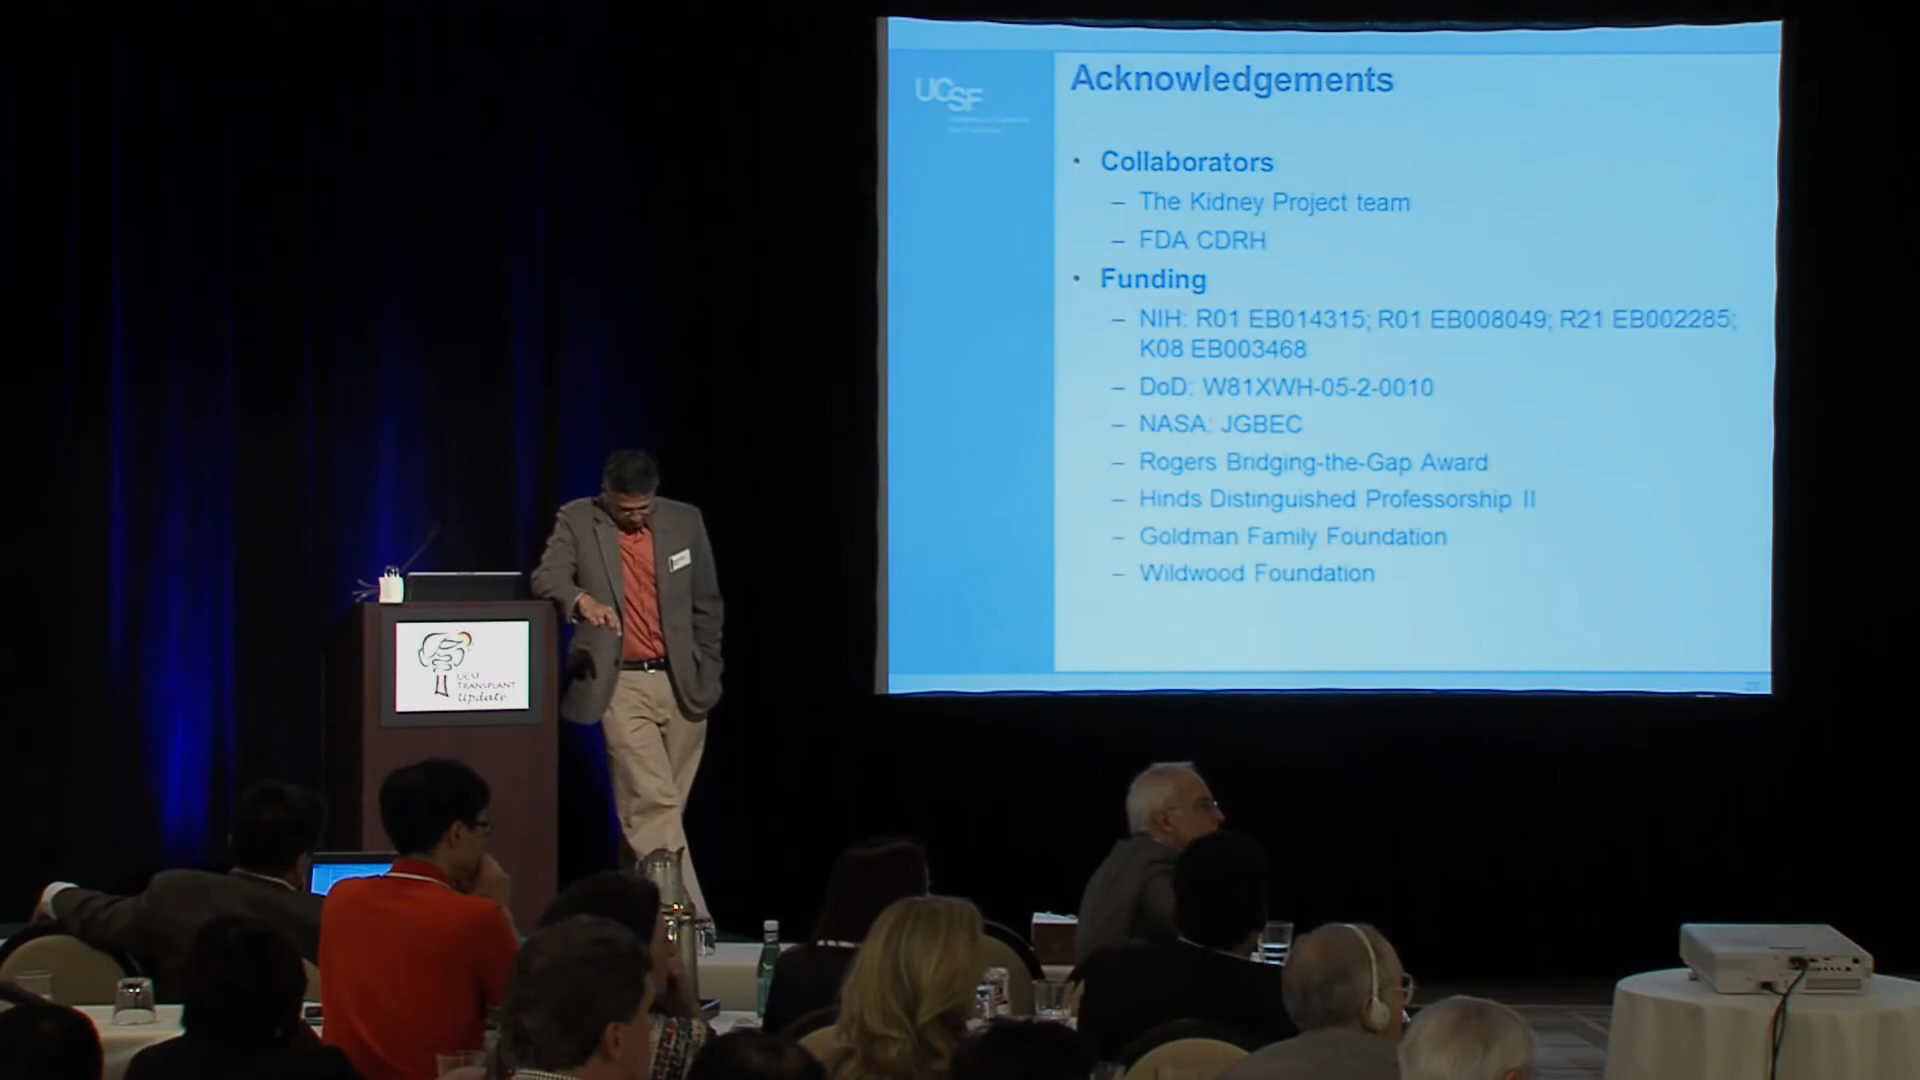 UCSF
Acknowledgements
• Collaborators
– The Kidney Project team
– FDA CDRH
• Funding
– NIH: R01 EB014315; R01 EB008049; R21 EB002285;
K08 EB003468
– DoD: W81XWH-05-2-0010
– NASA: JGBEC
– Rogers Bridging-the-Gap Award
– Hinds Distinguished Professorship II
– Goldman Family Foundation
– Wildwood Foundation
UCSF
TRANSPLANT
Update